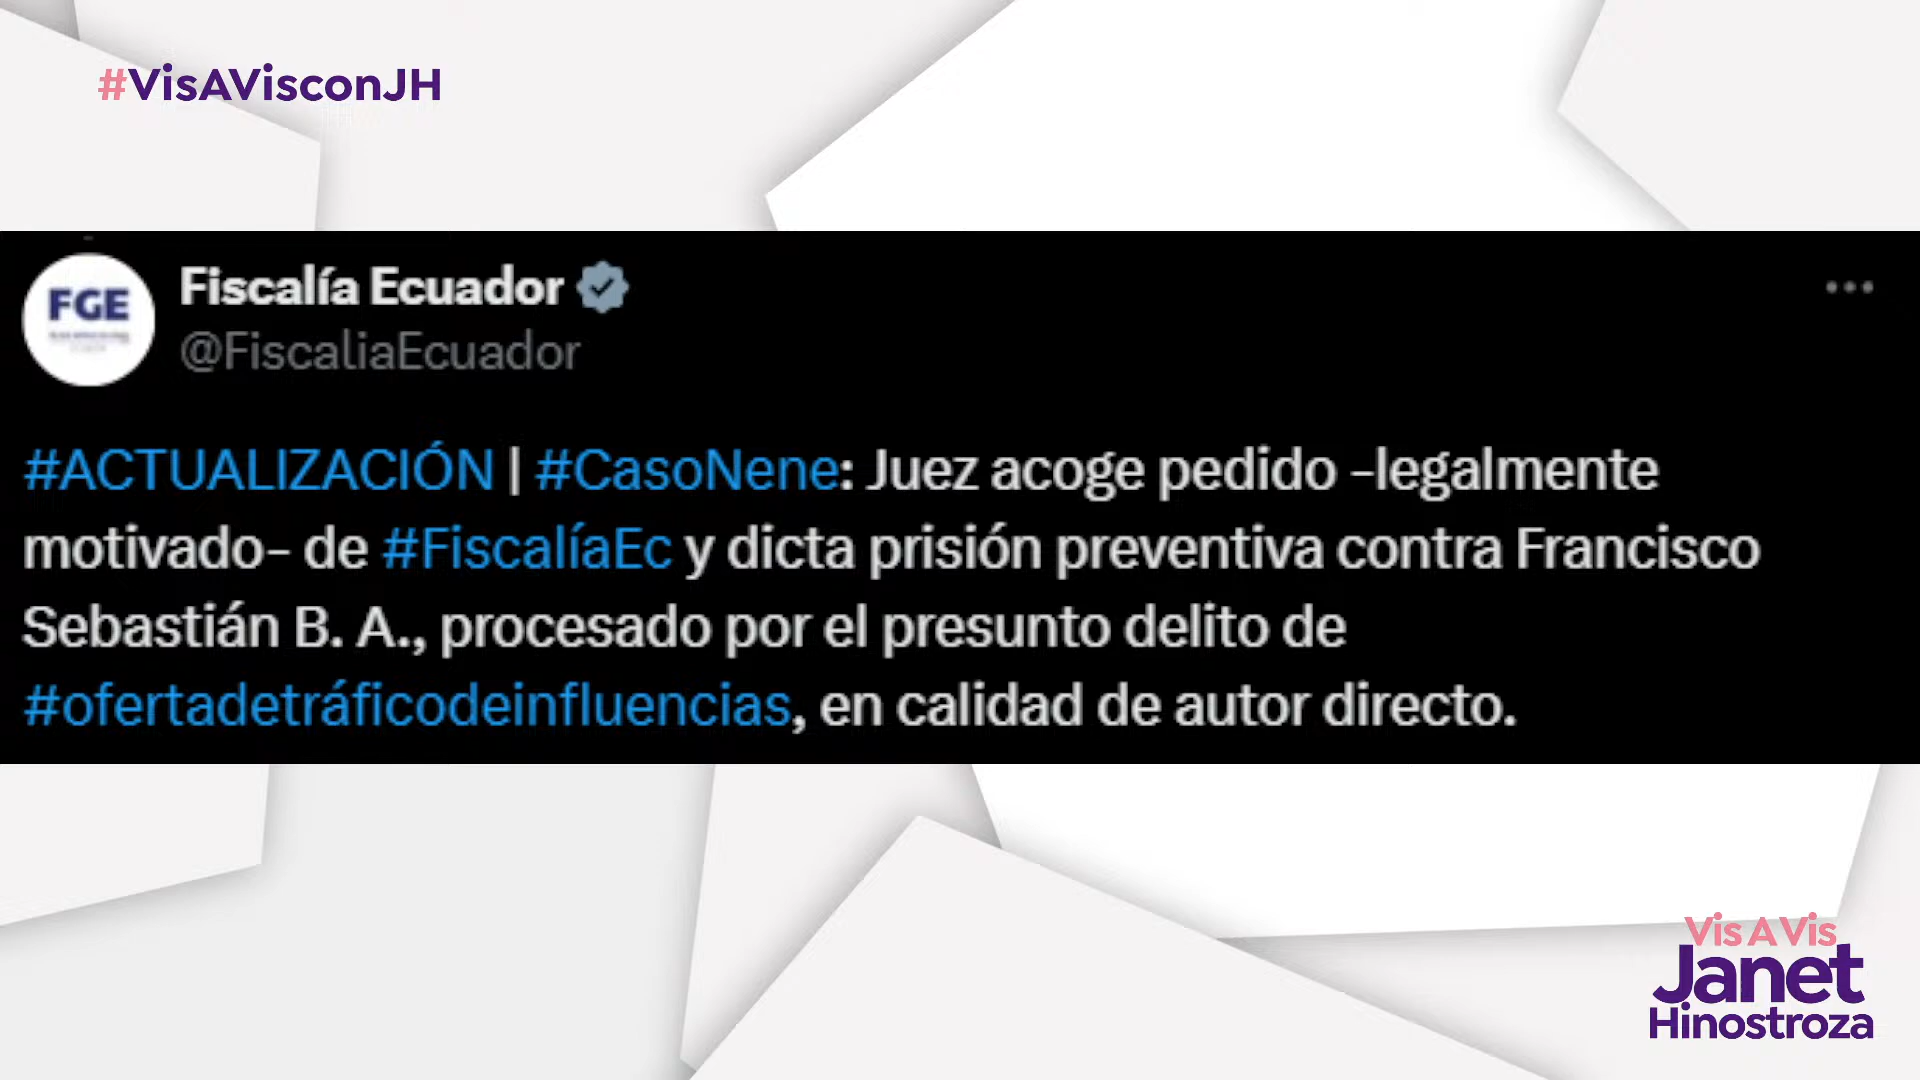 #VisAVisconJH
FGE
Fiscalía Ecuador
@FiscaliaEcuador
#ACTUALIZACIÓN | #CasoNene: Juez acoge pedido –legalmente
motivado– de #FiscalíaEc y dicta prisión preventiva contra Francisco
Sebastián B. A., procesado por el presunto delito de
#ofertadetráficodeinfluencias, en calidad de autor directo.
Vis A Vis
Janet
Hinostroza